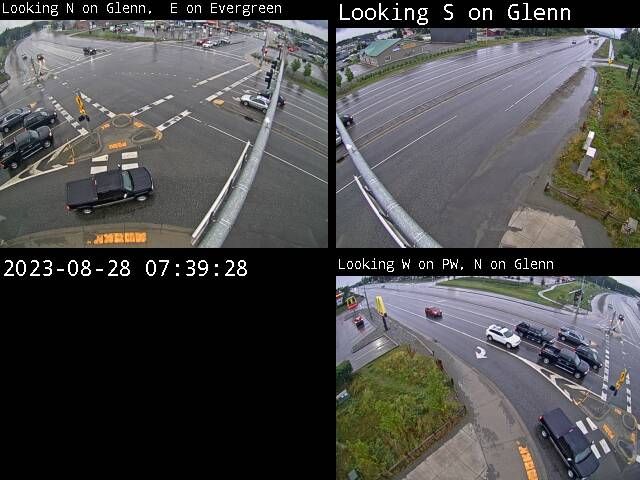 Looking N on Glenn,  E on Evergreen
Looking S on Glenn
2023-08-28 07:39:28
Looking W on PW, N on Glenn